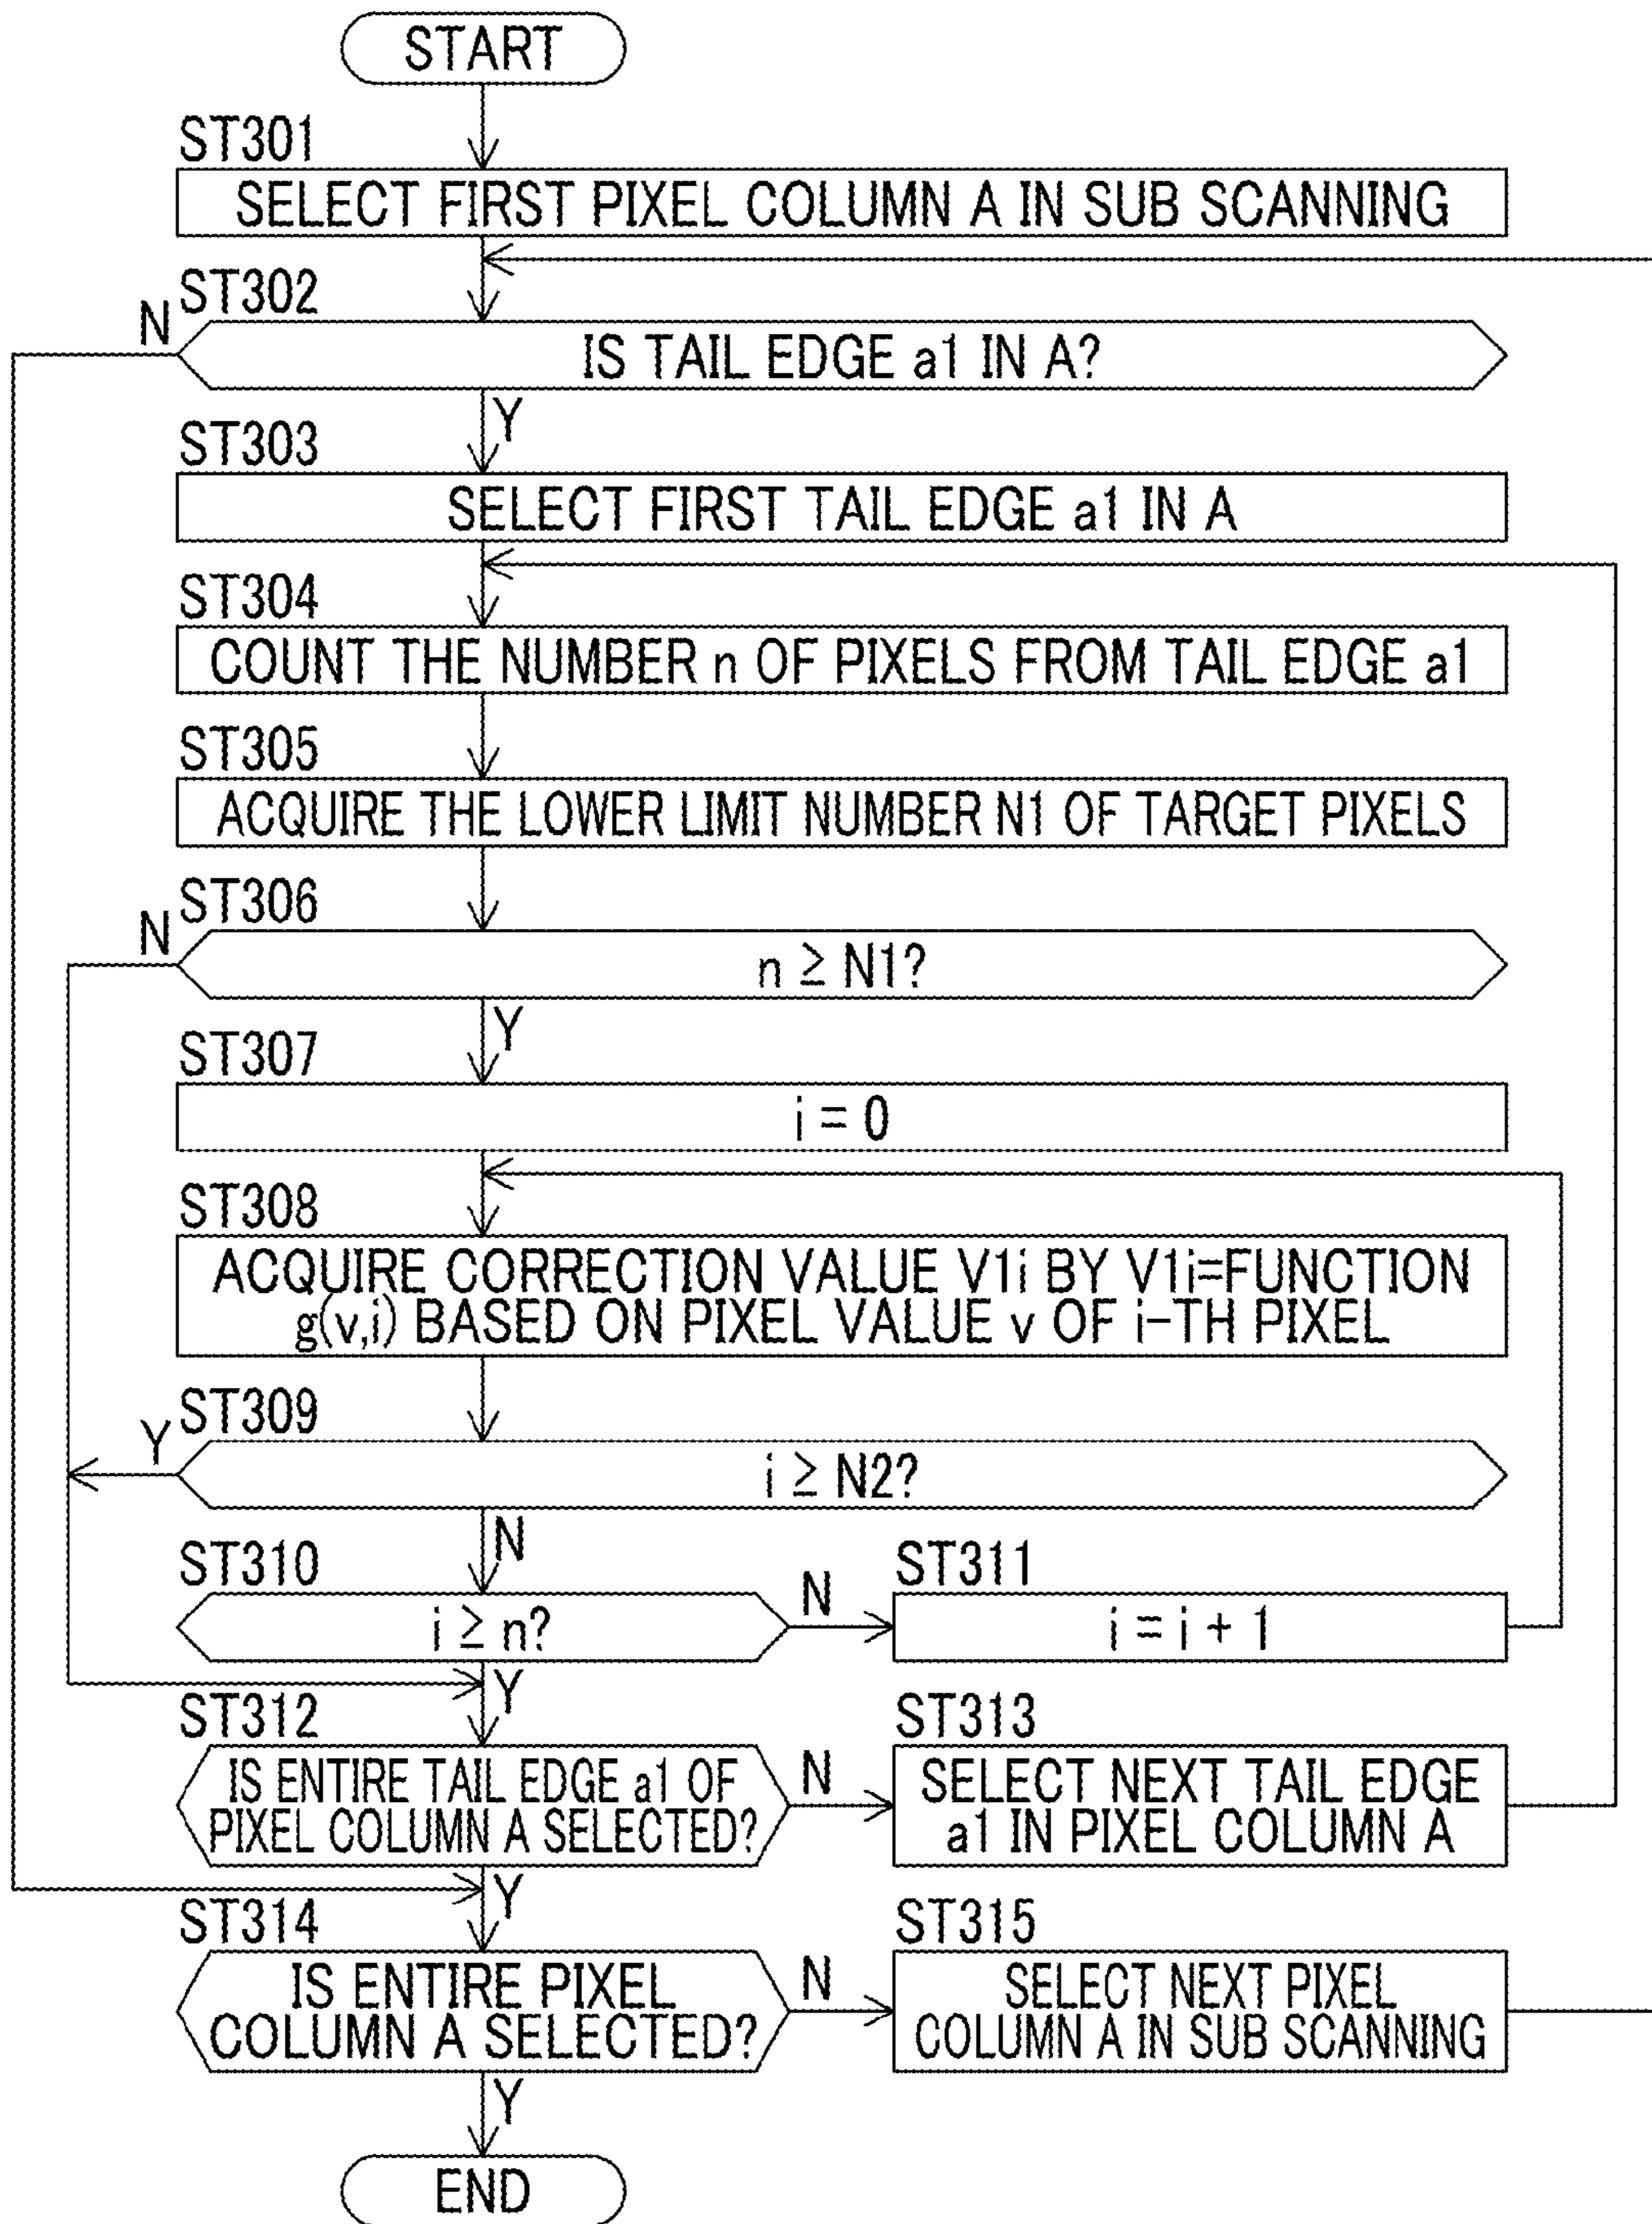 START
ST301
SELECT FIRST PIXEL COLUMN A IN SUB SCANNING
ST302
N
IS TAIL EDGE a1 IN A?
Y
ST303
SELECT FIRST TAIL EDGE a1 IN A
ST304
COUNT THE NUMBER n OF PIXELS FROM TAIL EDGE a1
ST305
ACQUIRE THE LOWER LIMIT NUMBER N1 OF TARGET PIXELS
ST306
N
n ≥ N1?
Y
ST307
i = 0
ST308
ACQUIRE CORRECTION VALUE V1i BY V1i=FUNCTION
g(v,i) BASED ON PIXEL VALUE v OF i-TH PIXEL
ST309
Y
i ≥ N2?
N
ST310
i ≥ n?
N
ST311
i = i + 1
Y
ST312
IS ENTIRE TAIL EDGE a1 OF
PIXEL COLUMN A SELECTED?
N
ST313
SELECT NEXT TAIL EDGE
a1 IN PIXEL COLUMN A
Y
ST314
IS ENTIRE PIXEL
COLUMN A SELECTED?
N
ST315
SELECT NEXT PIXEL
COLUMN A IN SUB SCANNING
Y
END